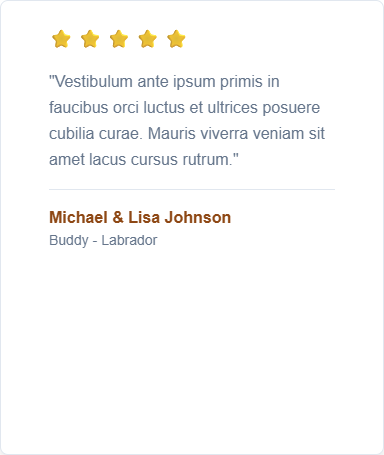 "Vestibulum ante ipsum primis in
faucibus orci luctus et ultrices posuere
cubilia curae. Mauris viverra veniam sit
amet lacus cursus rutrum."
Michael & Lisa Johnson
Buddy - Labrador